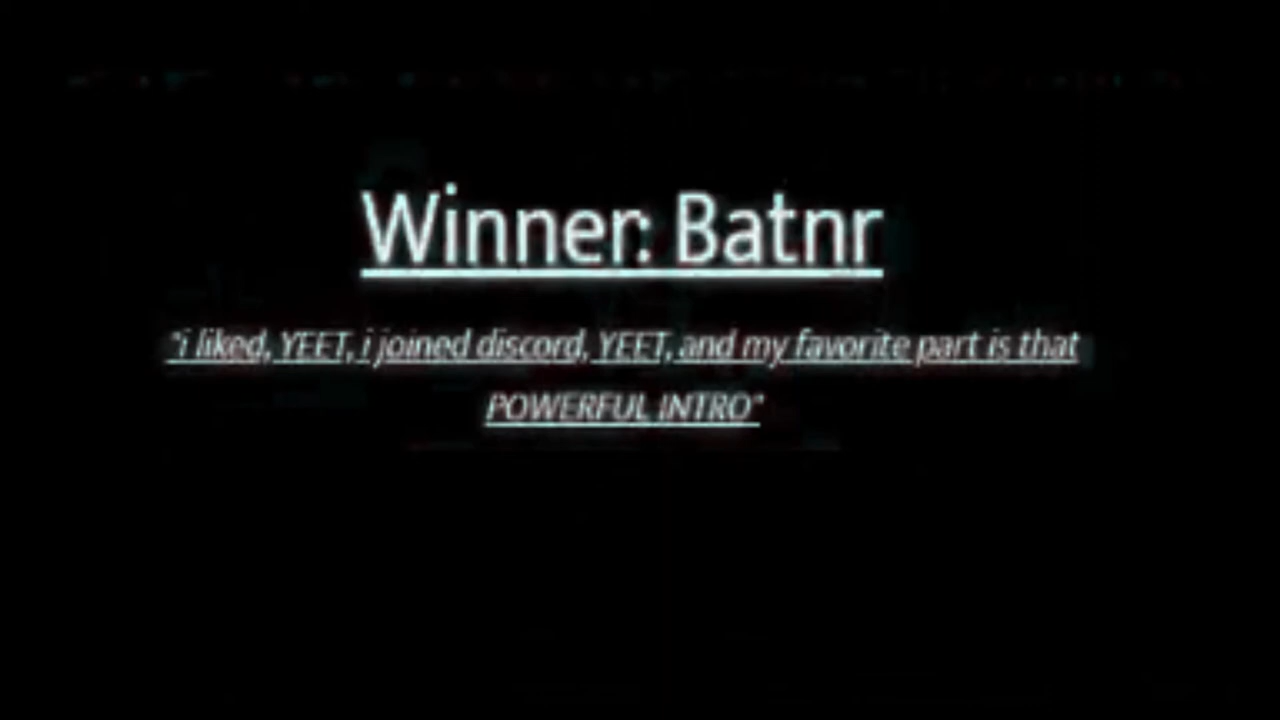 Winner: Batnr
"i liked, YEET, i joined discord, YEET, and my favorite part is that
POWERFUL INTRO"